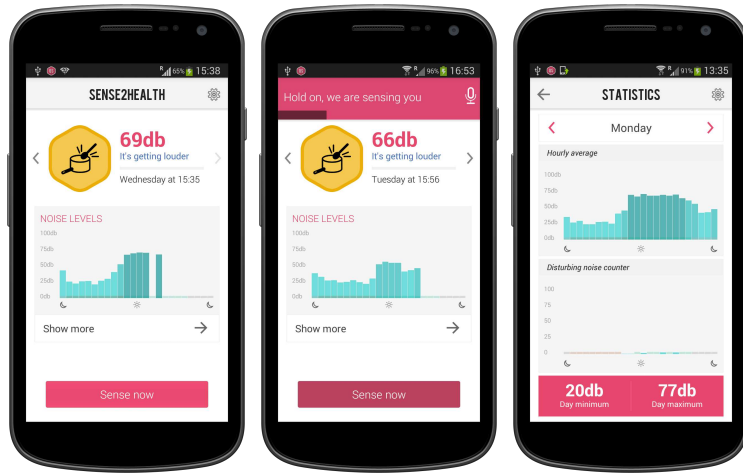 R 65% 15:38
SENSE2HEALTH
69db
It's getting louder
Wednesday at 15:35
NOISE LEVELS
100db
75db
50db
25db
0db
Show more
Sense now
R 96% 16:53
Hold on, we are sensing you
66db
It's getting louder
Tuesday at 15:56
NOISE LEVELS
100db
75db
50db
25db
0db
Show more
Sense now
R 91% 13:35
STATISTICS
Monday
Hourly average
100db
75db
50db
25db
0db
Disturbing noise counter
100
75
50
25
0
20db
Day minimum
77db
Day maximum